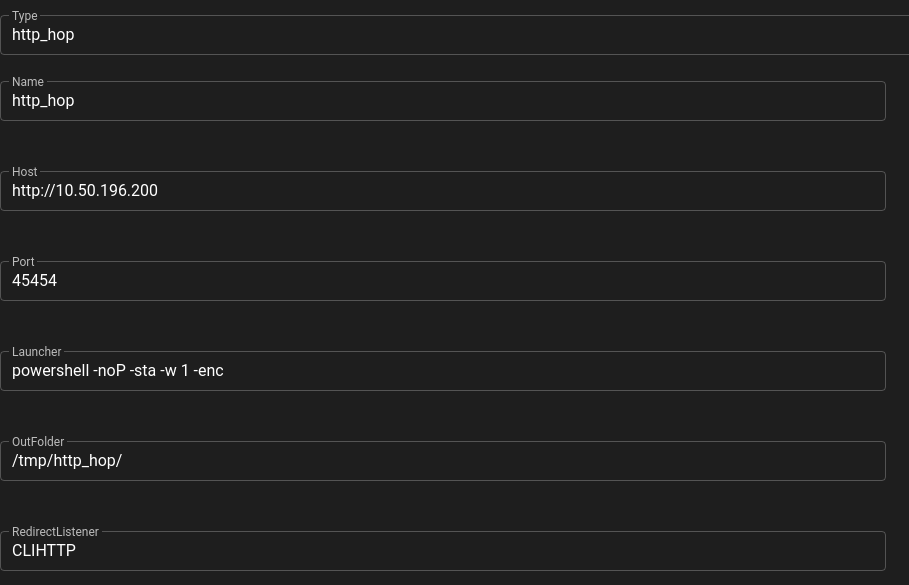 Type
http_hop
Name
http_hop
Host
http://10.50.196.200
Port
45454
Launcher
powershell -noP -sta -w 1 -enc
OutFolder
/tmp/http_hop/
RedirectListener
CLIHTTP